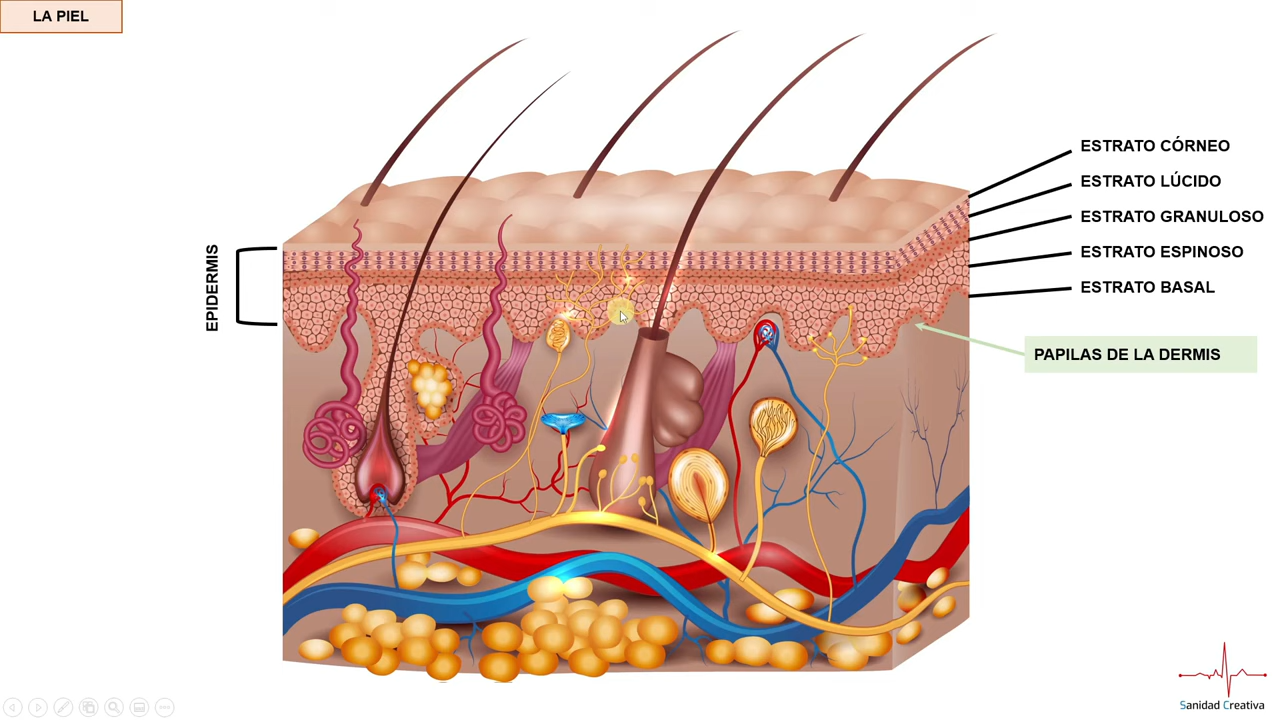 LA PIEL
ESTRATO CÓRNEO
ESTRATO LÚCIDO
ESTRATO GRANULOSO
ESTRATO ESPINOSO
ESTRATO BASAL
EPIDERMIS
PAPILAS DE LA DERMIS
Sanidad Creativa